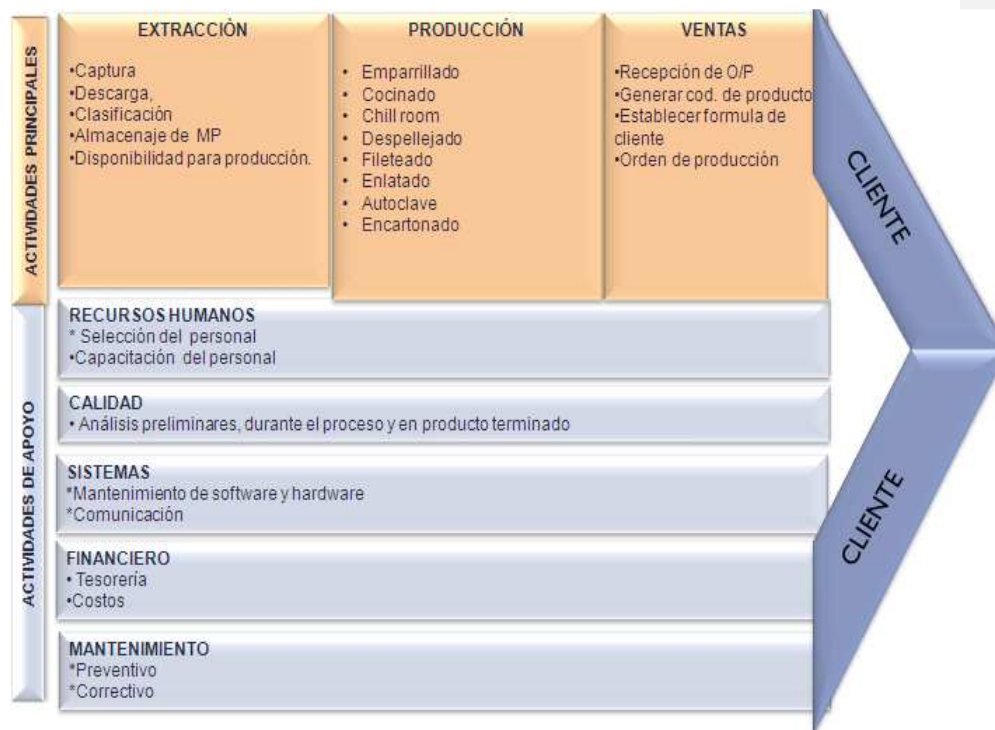 ACTIVIDADES PRINCIPALES
EXTRACCIÓN
•Captura
•Descarga,
•Clasificación
•Almacenaje de MP
•Disponibilidad para producción.
PRODUCCIÓN
• Emparrillado
• Cocinado
• Chill room
• Despellejado
• Fileteado
• Enlatado
• Autoclave
• Encartonado
VENTAS
•Recepción de O/P
•Generar cod. de producto
•Establecer formula de
cliente
•Orden de producción
CLIENTE
ACTIVIDADES DE APOYO
RECURSOS HUMANOS
* Selección del personal
•Capacitación del personal
CALIDAD
• Análisis preliminares, durante el proceso y en producto terminado
SISTEMAS
*Mantenimiento de software y hardware
*Comunicación
FINANCIERO
• Tesorería
•Costos
MANTENIMIENTO
*Preventivo
*Correctivo
CLIENTE